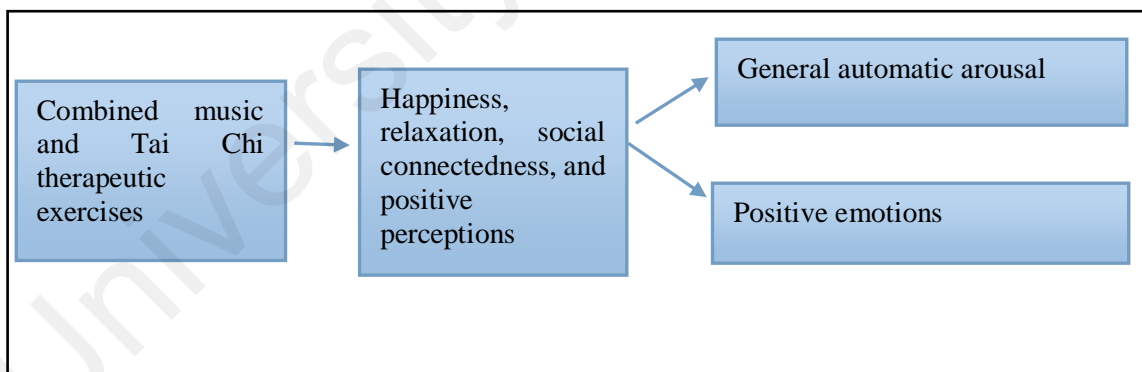 Combined music
and Tai Chi
therapeutic
exercises
Happiness,
relaxation, social
connectedness, and
positive
perceptions
General automatic arousal
Positive emotions
University